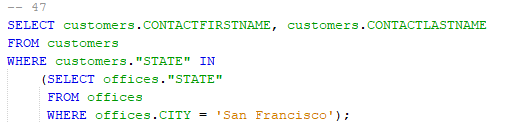 -- 47
SELECT customers.CONTACTFIRSTNAME, customers.CONTACTLASTNAME
FROM customers
WHERE customers."STATE" IN
(SELECT offices."STATE"
FROM offices
WHERE offices.CITY = 'San Francisco');